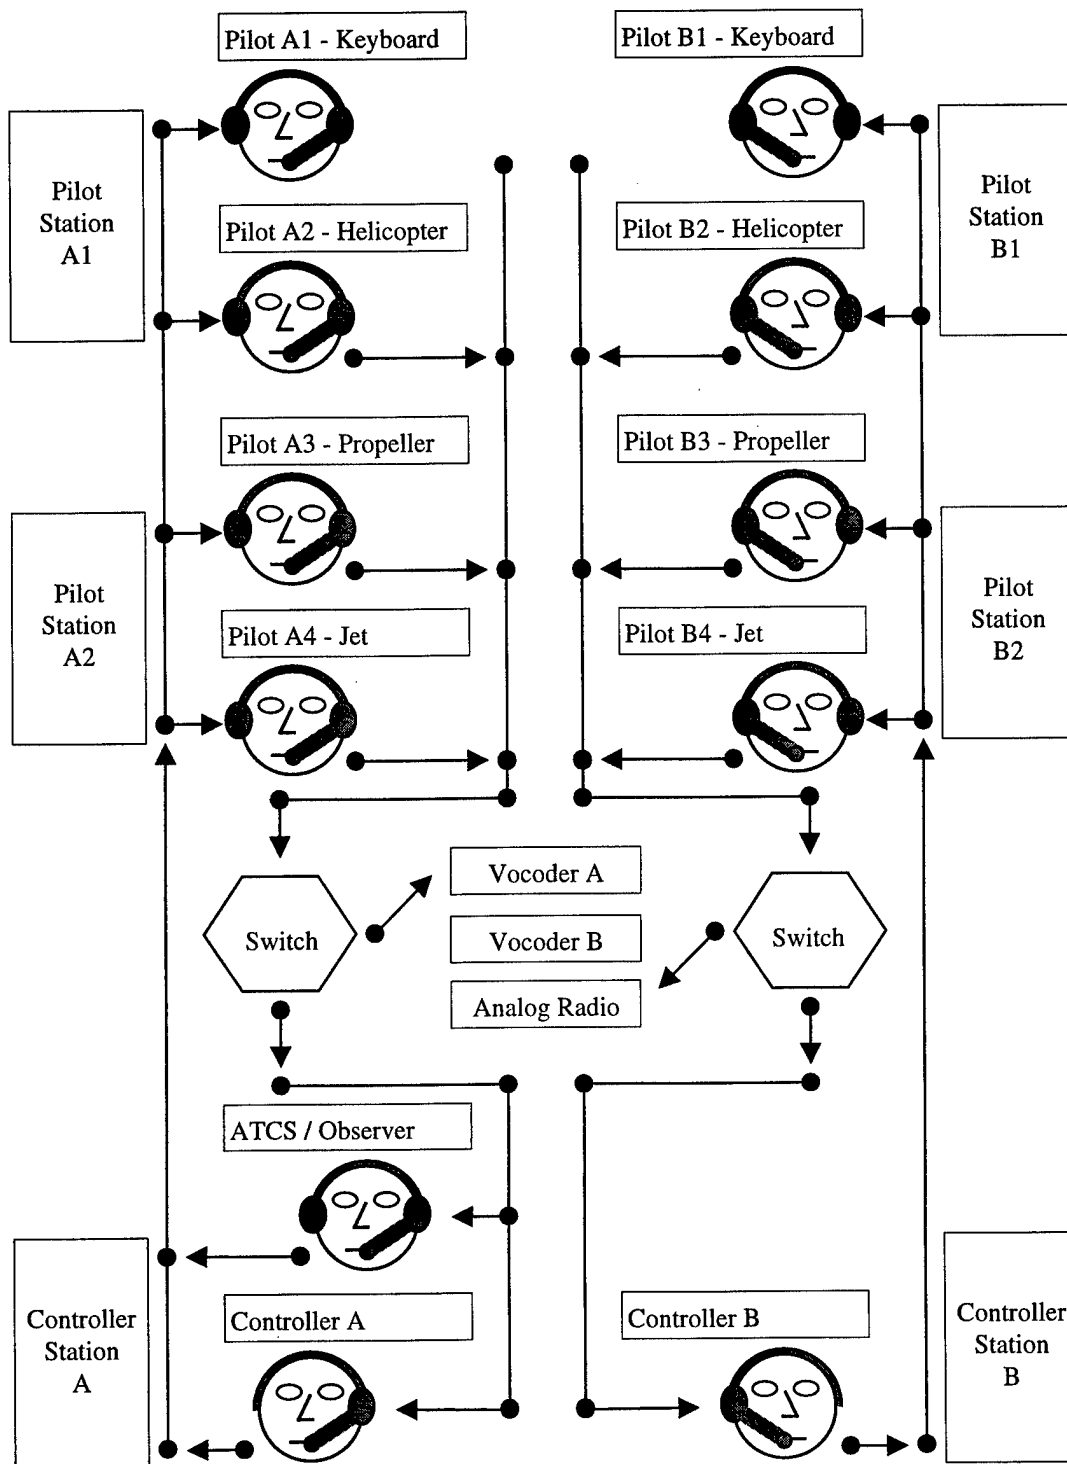 Pilot A1 - Keyboard
Pilot B1 - Keyboard
Pilot
Station
A1
Pilot
Station
B1
Pilot A2 - Helicopter
Pilot B2 - Helicopter
Pilot A3 - Propeller
Pilot B3 - Propeller
Pilot
Station
A2
Pilot
Station
B2
Pilot A4 - Jet
Pilot B4 - Jet
Switch
Vocoder A
Vocoder B
Analog Radio
Switch
ATCS / Observer
Controller A
Controller B
Controller
Station
A
Controller
Station
B